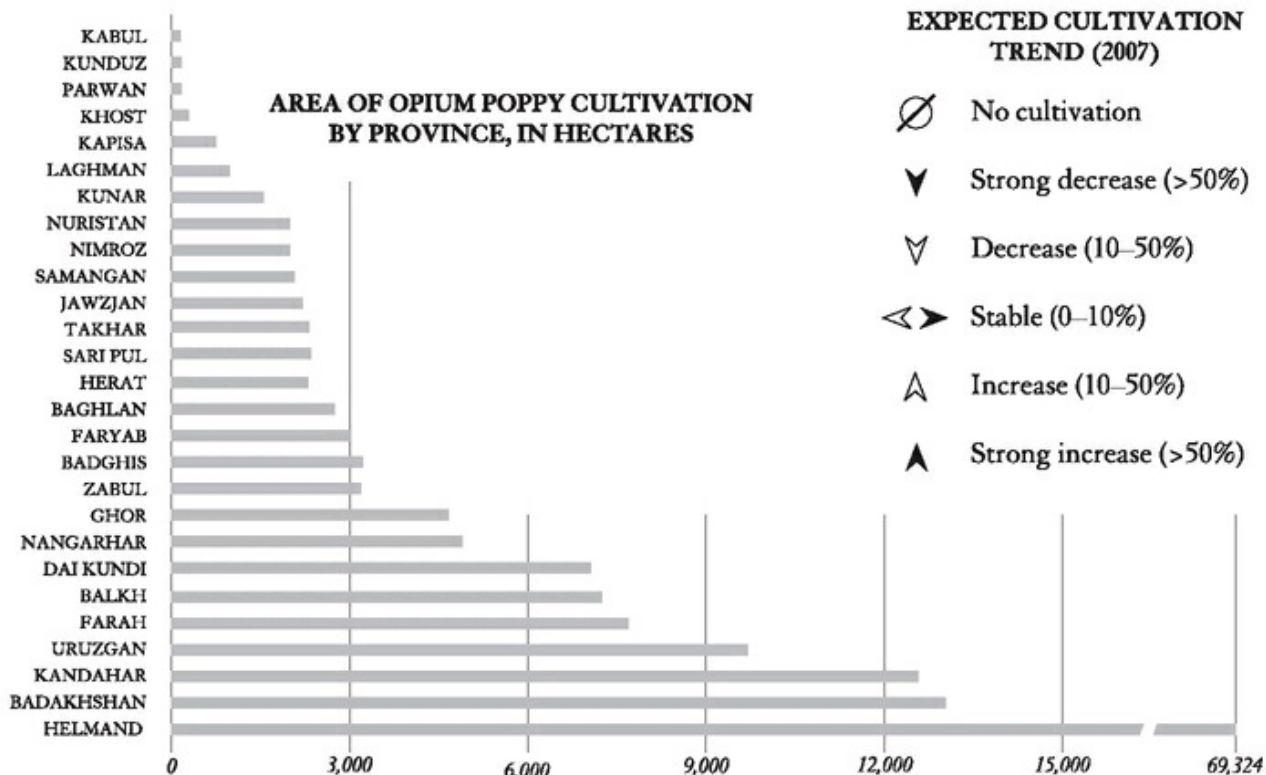 EXPECTED CULTIVATION
TREND (2007)
No cultivation
Strong decrease (>50%)
Decrease (10–50%)
Stable (0–10%)
Increase (10–50%)
Strong increase (>50%)
AREA OF OPIUM POPPY CULTIVATION
BY PROVINCE, IN HECTARES
KABUL
KUNDUZ
PARWAN
KHOST
KAPISA
LAGHMAN
KUNAR
NURISTAN
NIMROZ
SAMANGAN
JAWZJAN
TAKHAR
SARI PUL
HERAT
BAGHLAN
FARYAB
BADGHIS
ZABUL
GHOR
NANGARHAR
DAI KUNDI
BALKH
FARAH
URUZGAN
KANDAHAR
BADAKHSHAN
HELMAND
0 3,000 6,000 9,000 12,000 15,000 69,324